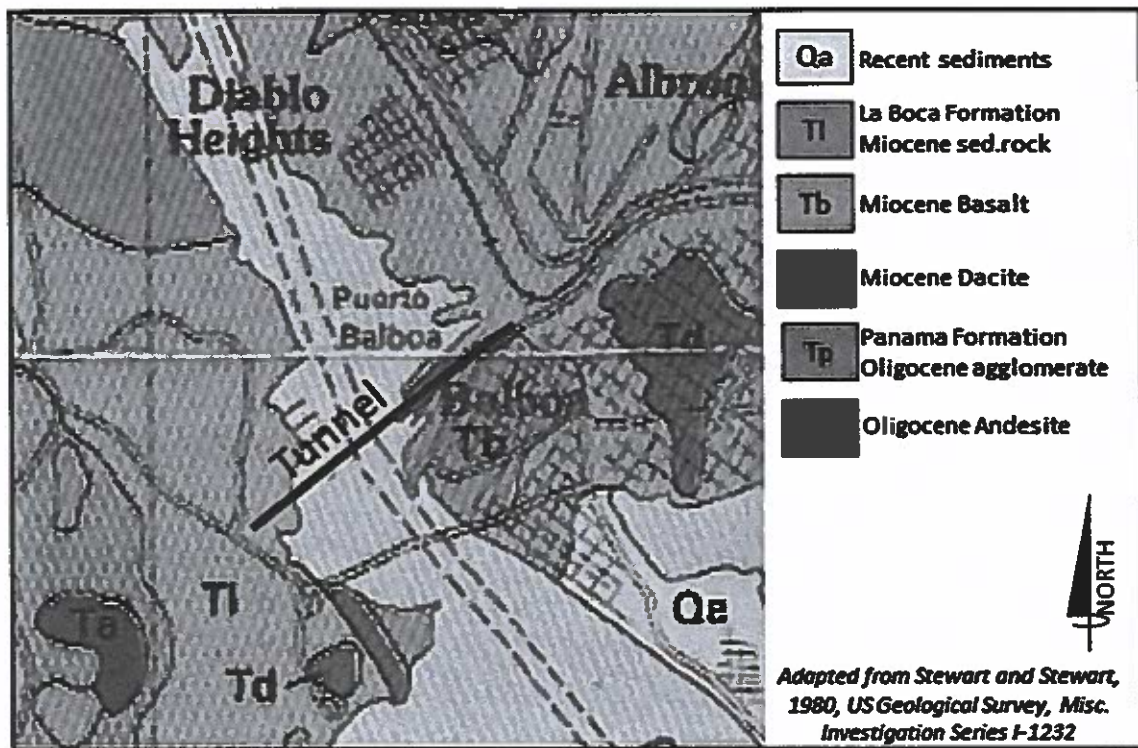 Diablo
Heights
Puerto
Balboa
Tunnel
Td
Tb
Tl
Ta
Td
Qa
Qa Recent sediments
Tl La Boca Formation
Miocene sed.rock
Tb Miocene Basalt
Miocene Dacite
Tp Panama Formation
Oligocene agglomerate
Oligocene Andesite
NORTH
Adapted from Stewart and Stewart,
1980, US Geological Survey, Misc.
Investigation Series I-1232